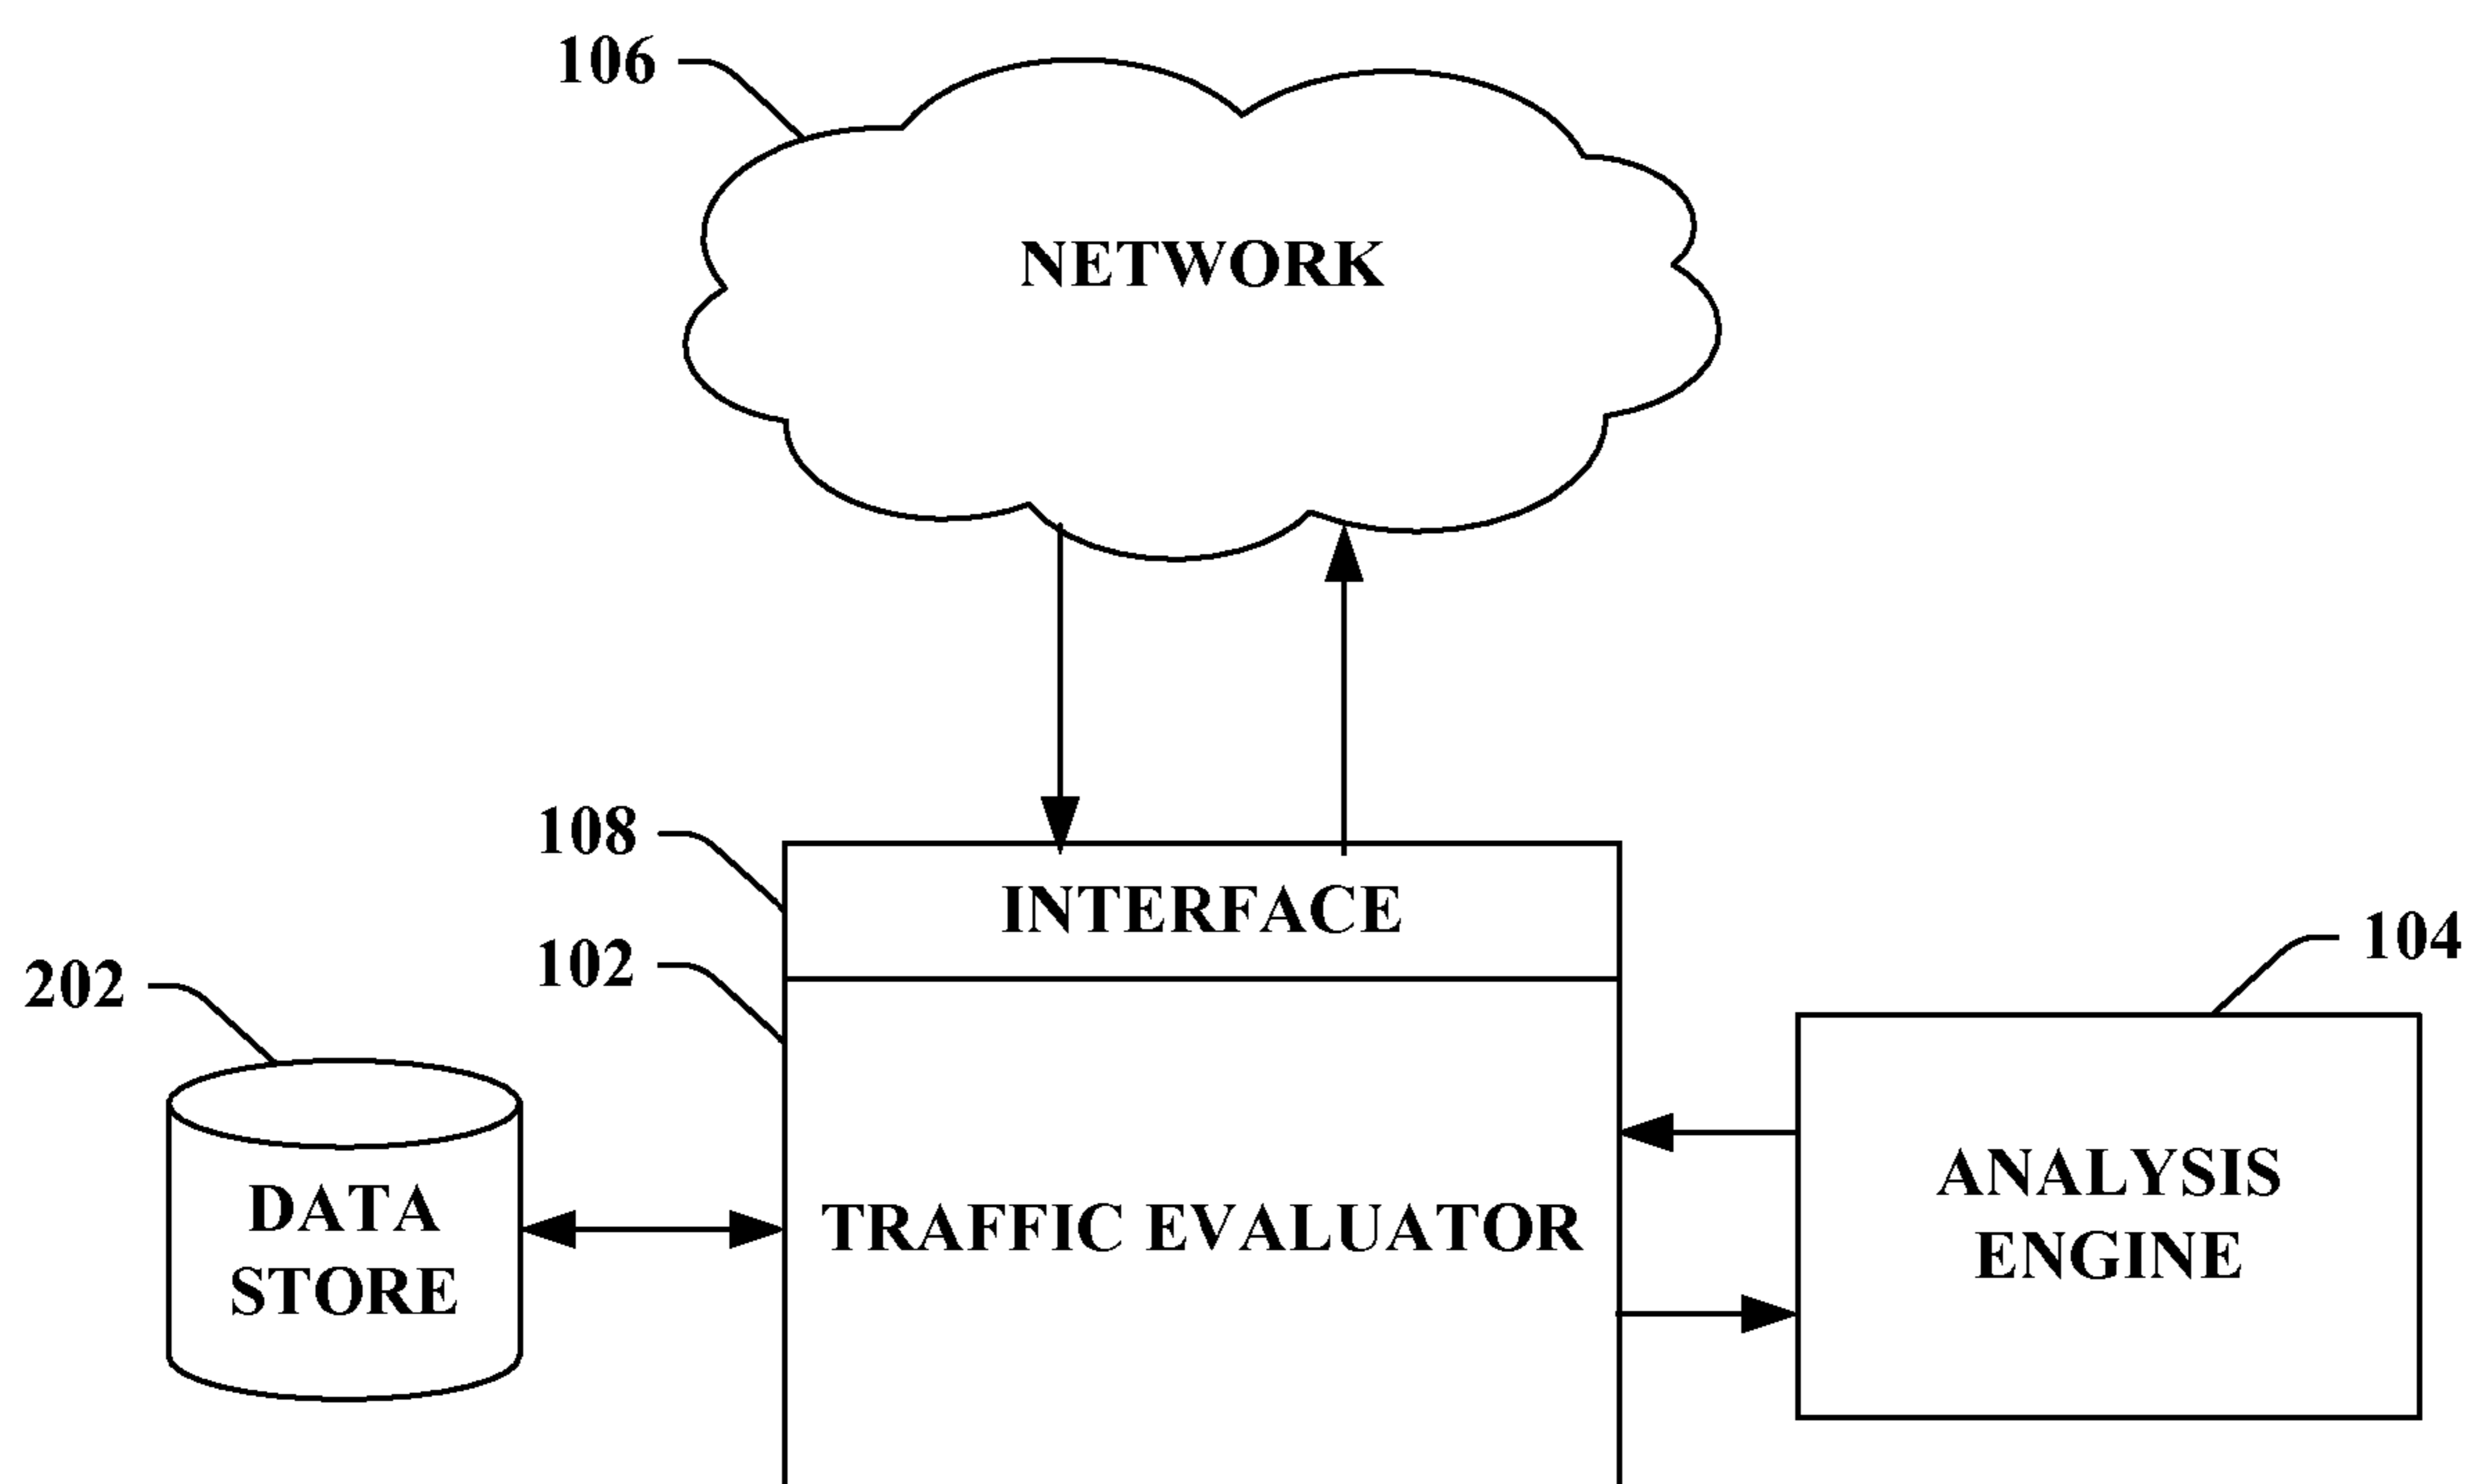 106
NETWORK
108
INTERFACE
102
104
202
DATA
STORE
TRAFFIC EVALUATOR
ANALYSIS
ENGINE